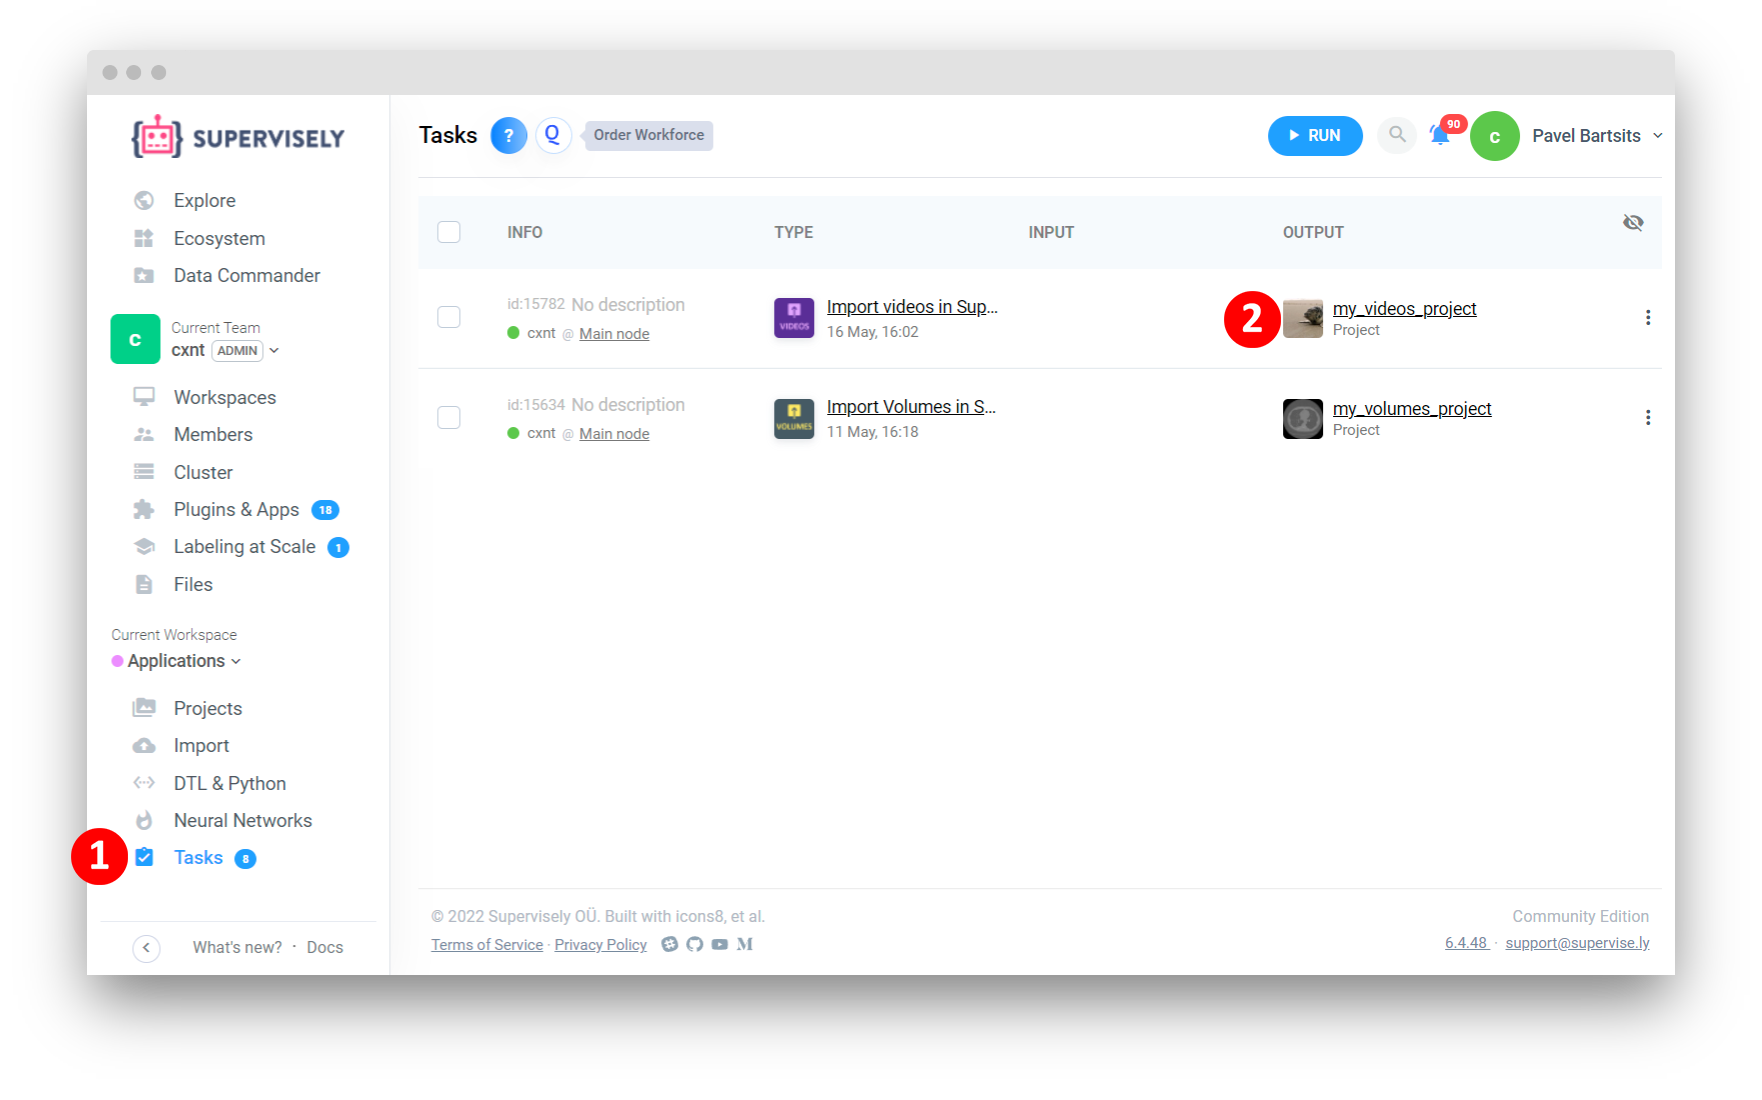 SUPERVISELY
Tasks ? Q Order Workforce
RUN 90 c Pavel Bartsits
Explore
Ecosystem
Data Commander
c Current Team
cxnt ADMIN
Workspaces
Members
Cluster
Plugins & Apps 18
Labeling at Scale 1
Files
Current Workspace
Applications
Projects
Import
DTL & Python
Neural Networks
1 Tasks 8
What's new? · Docs
INFO TYPE INPUT OUTPUT
id:15782 No description
cxnt @ Main node
VIDEOS
Import videos in Sup...
16 May, 16:02
2
my_videos_project
Project
id:15634 No description
cxnt @ Main node
VOLUMES
Import Volumes in S...
11 May, 16:18
my_volumes_project
Project
© 2022 Supervisely OÜ. Built with icons8, et al.
Terms of Service · Privacy Policy M
Community Edition
6.4.48 · support@supervise.ly